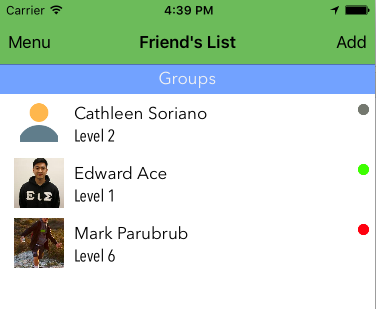 Carrier 4:39 PM
Menu Friend's List Add
Groups
Cathleen Soriano
Level 2
Edward Ace
Level 1
ΕΙΣ
Mark Parubrub
Level 6